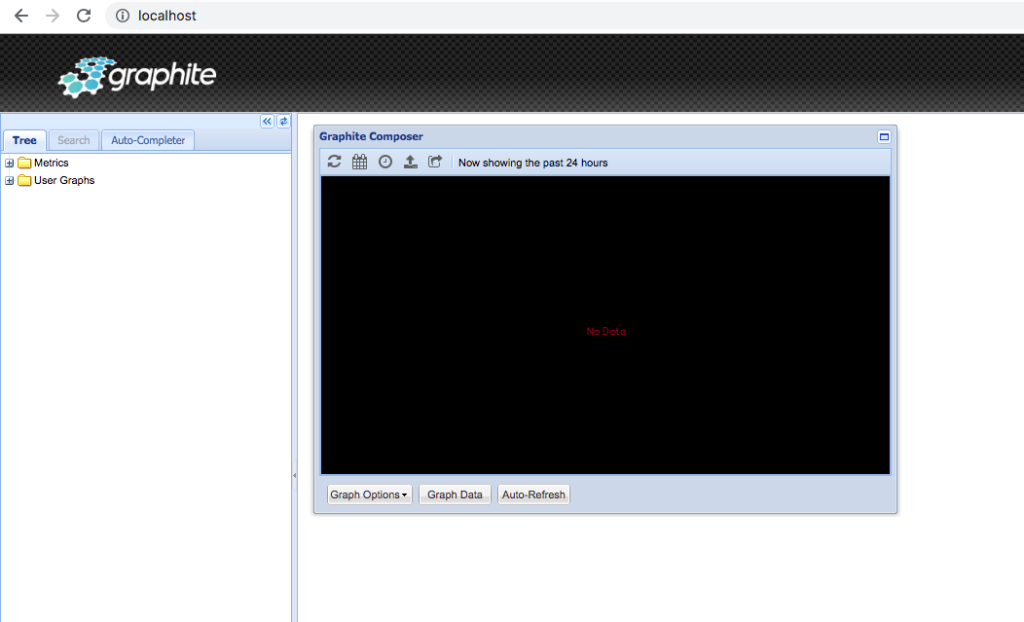 localhost
graphite
Tree Search Auto-Completer
Metrics
User Graphs
Graphite Composer
Now showing the past 24 hours
No Data
Graph Options Graph Data Auto-Refresh